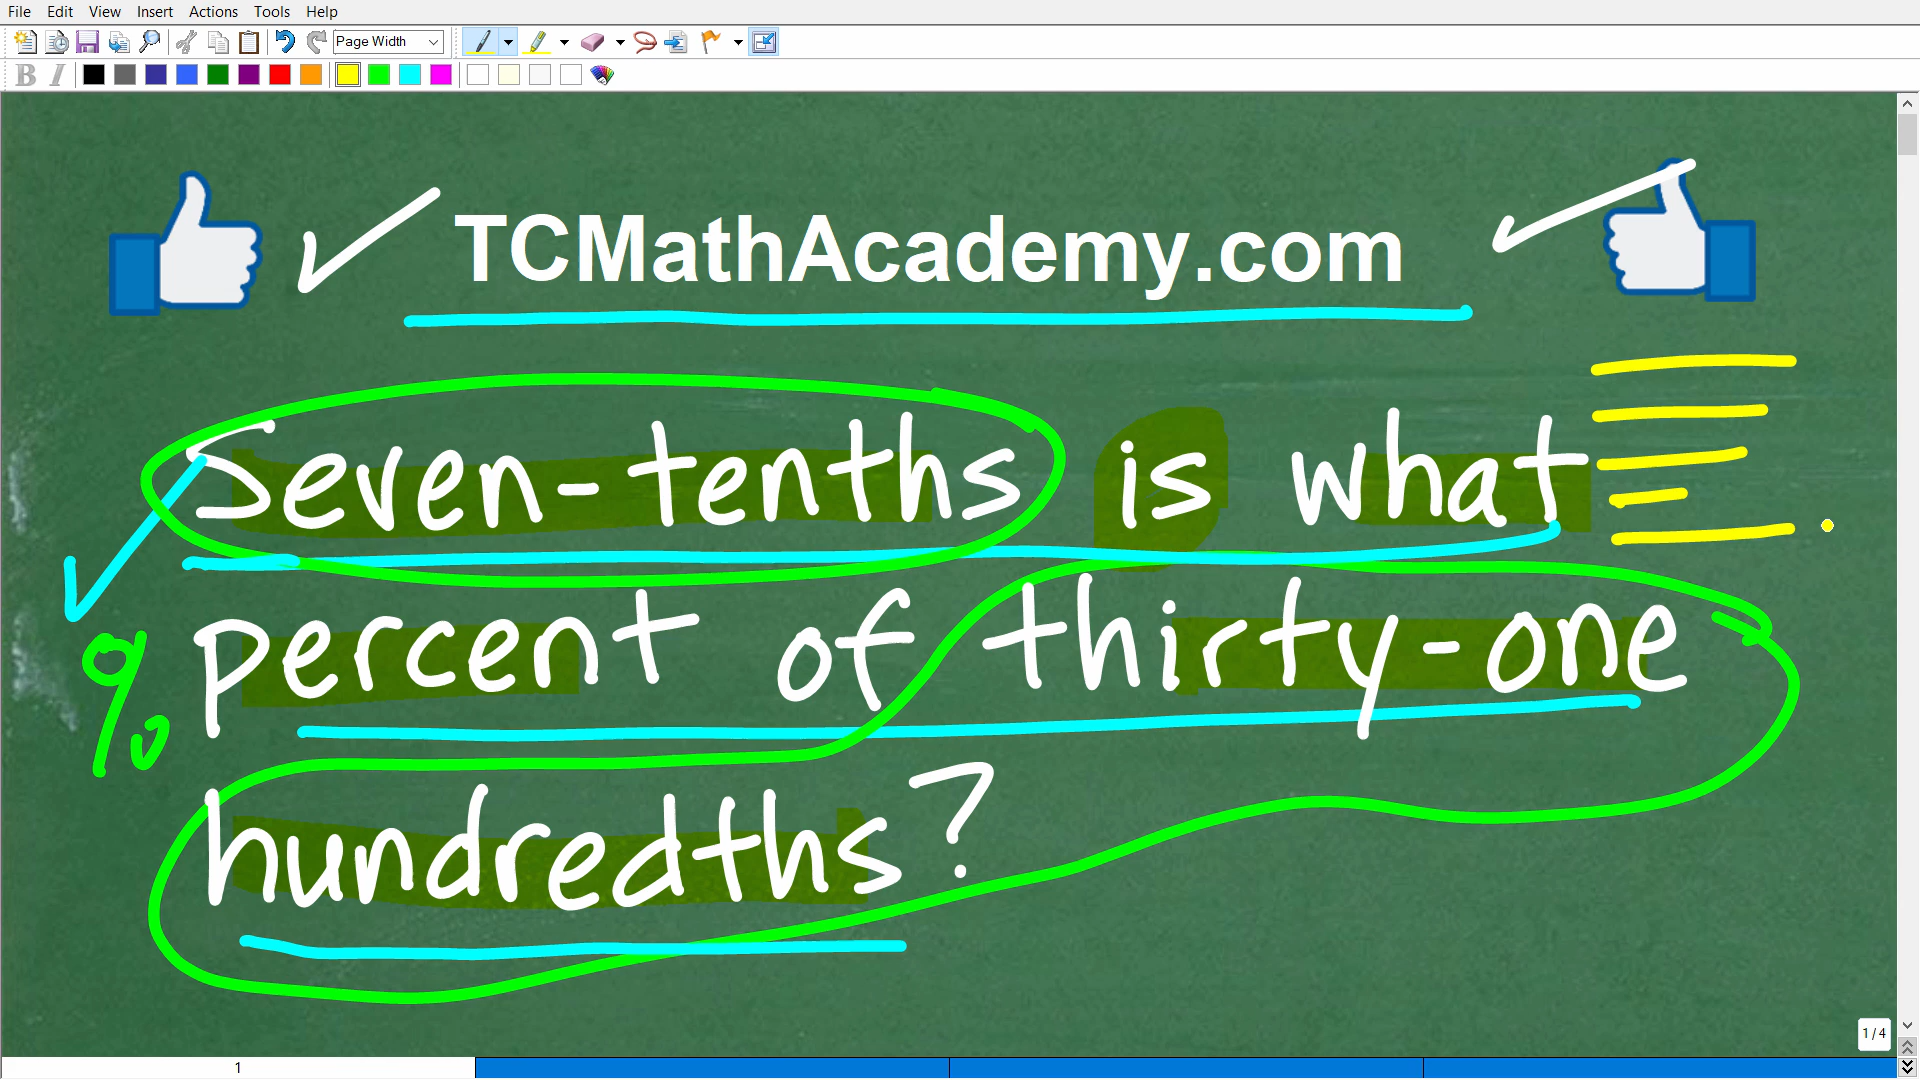 File Edit View Insert Actions Tools Help
Page Width
B I
TCMathAcademy.com
Seven-tenths is what
% percent of thirty-one
hundredths?
1 / 4
1